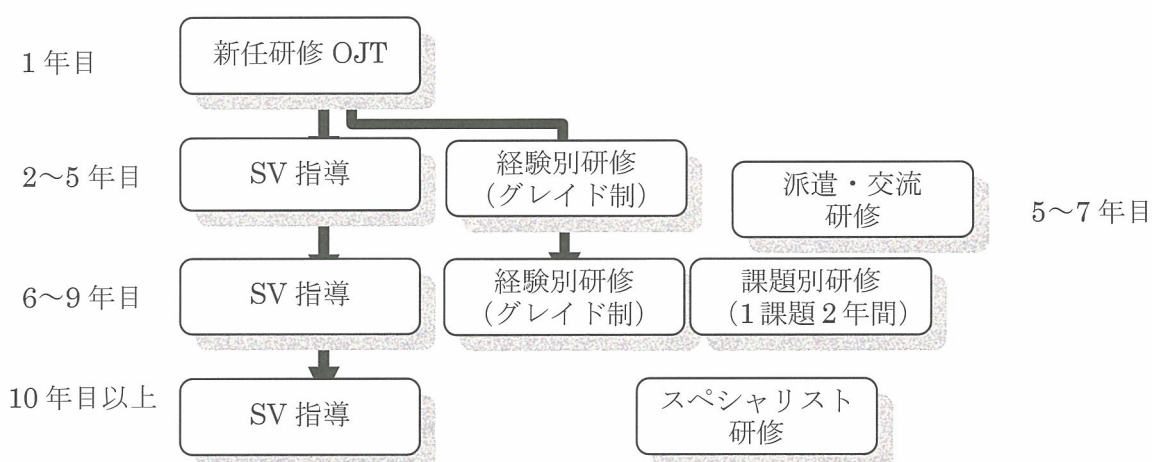 1 年目
新任研修 OJT
2～5 年目
SV 指導
経験別研修
（グレイド制）
派遣・交流
研修
5～7 年目
6～9 年目
SV 指導
経験別研修
（グレイド制）
課題別研修
（1 課題 2 年間）
10 年目以上
SV 指導
スペシャリスト
研修